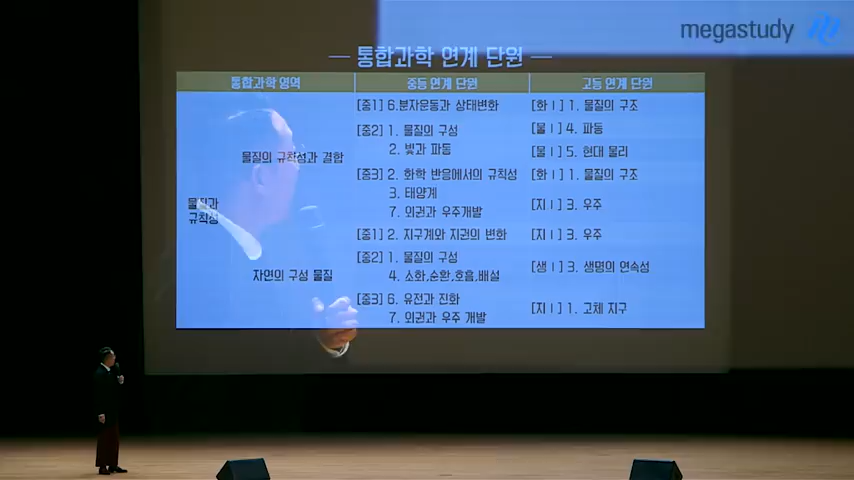 megastudy
통합과학 연계 단원
통합과학 영역 중등 연계 단원 고등 연계 단원
[중1] 6.분자운동과 상태변화 [화Ⅰ] 1. 물질의 구조
[중2] 1. 물질의 구성 [물Ⅰ] 4. 파동
물질의 규칙성과 결합 2. 빛과 파동 [물Ⅰ] 5. 현대 물리
[중3] 2. 화학 반응에서의 규칙성 [화Ⅰ] 1. 물질의 구조
물질과 규칙성 3. 태양계 [지Ⅰ] 3. 우주
7. 외권과 우주개발
[중1] 2. 지구계와 지권의 변화 [지Ⅰ] 3. 우주
[중2] 1. 물질의 구성 [생Ⅰ] 3. 생명의 연속성
자연의 구성 물질 4. 소화,순환,호흡,배설
[중3] 6. 유전과 진화 [지Ⅰ] 1. 고체 지구
7. 외권과 우주 개발